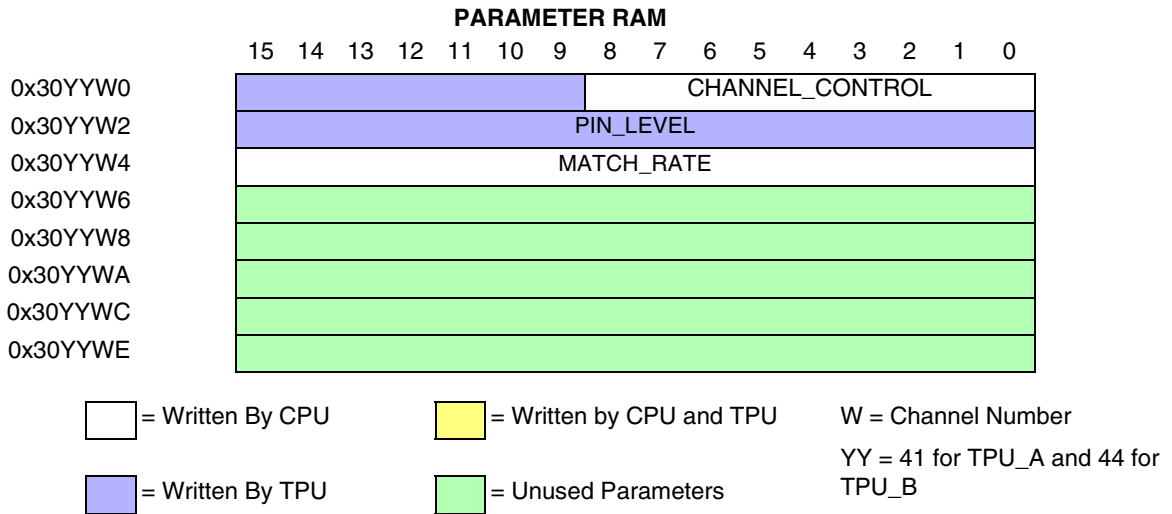 PARAMETER RAM
15 14 13 12 11 10 9 8 7 6 5 4 3 2 1 0
0x30YYW0 CHANNEL_CONTROL
0x30YYW2 PIN_LEVEL
0x30YYW4 MATCH_RATE
0x30YYW6
0x30YYW8
0x30YYWA
0x30YYWC
0x30YYWE
= Written By CPU = Written by CPU and TPU W = Channel Number
YY = 41 for TPU_A and 44 for
= Written By TPU = Unused Parameters TPU_B